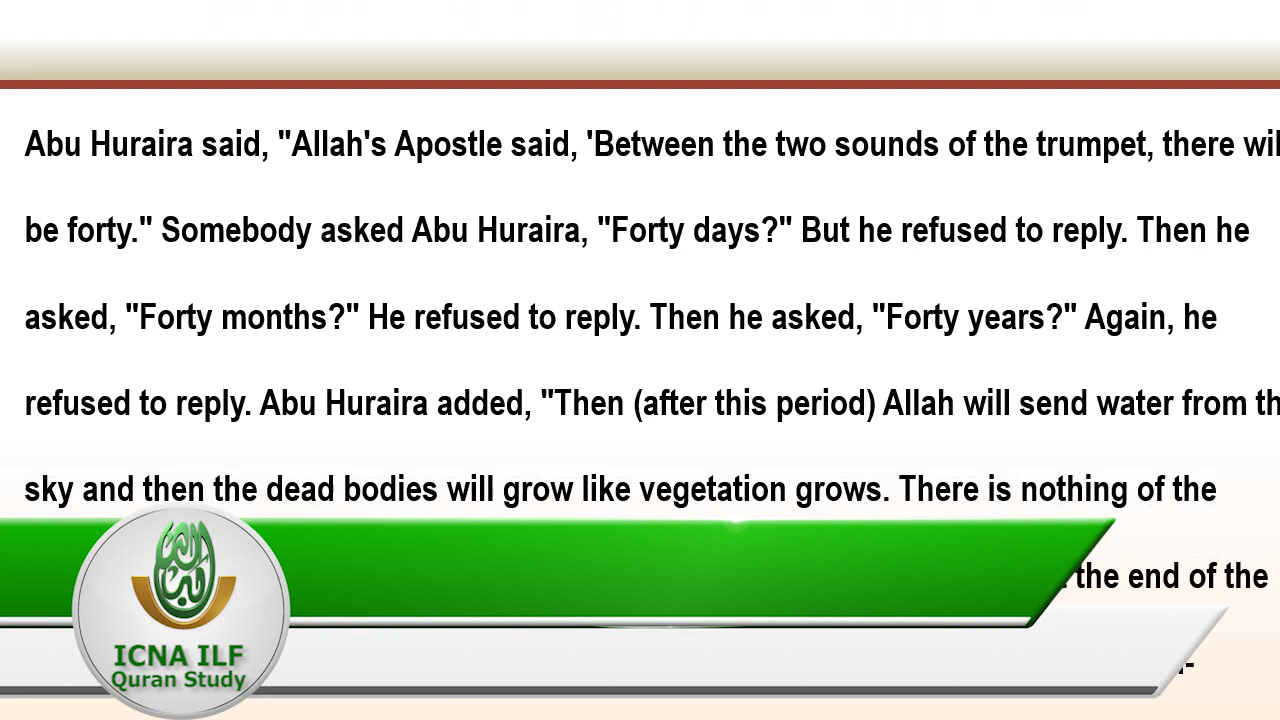 Abu Huraira said, "Allah's Apostle said, 'Between the two sounds of the trumpet, there wil
be forty." Somebody asked Abu Huraira, "Forty days?" But he refused to reply. Then he
asked, "Forty months?" He refused to reply. Then he asked, "Forty years?" Again, he
refused to reply. Abu Huraira added, "Then (after this period) Allah will send water from th
sky and then the dead bodies will grow like vegetation grows. There is nothing of the
the end of the
ICNA ILF
Quran Study